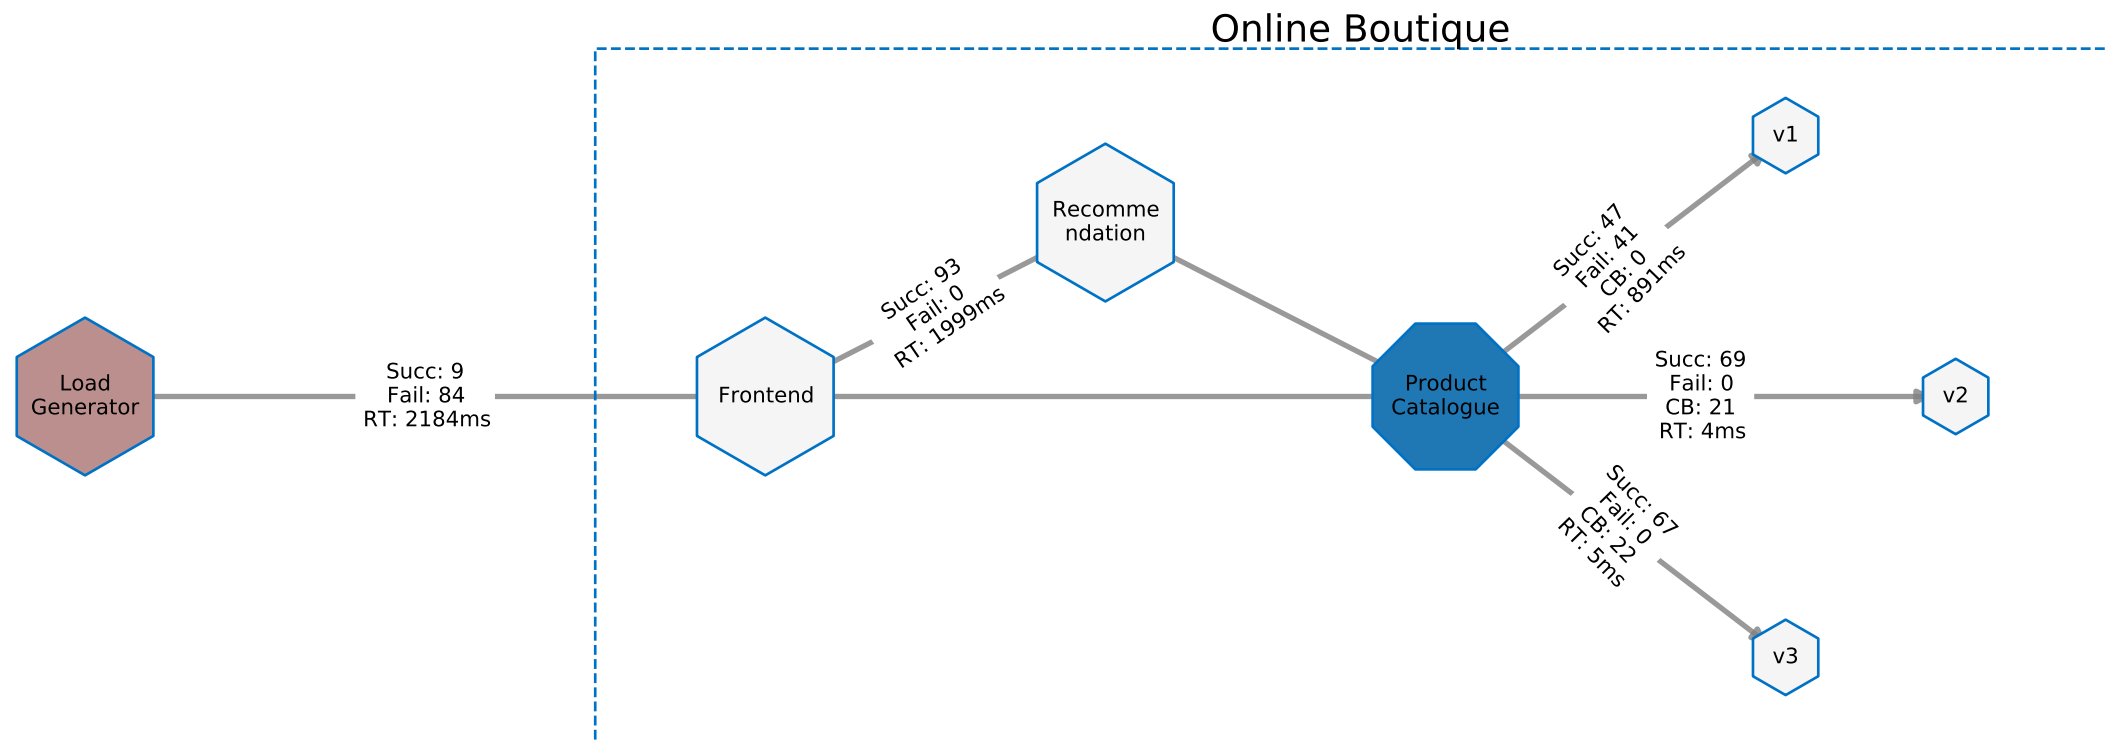 Online Boutique
Load
Generator
Succ: 9
Fail: 84
RT: 2184ms
Frontend
Succ: 93
Fail: 0
RT: 1999ms
Recomme
ndation
Product
Catalogue
Succ: 47
Fail: 41
CB: 0
RT: 891ms
v1
Succ: 69
Fail: 0
CB: 21
RT: 4ms
v2
Succ: 67
Fail: 0
CB: 22
RT: 5ms
v3